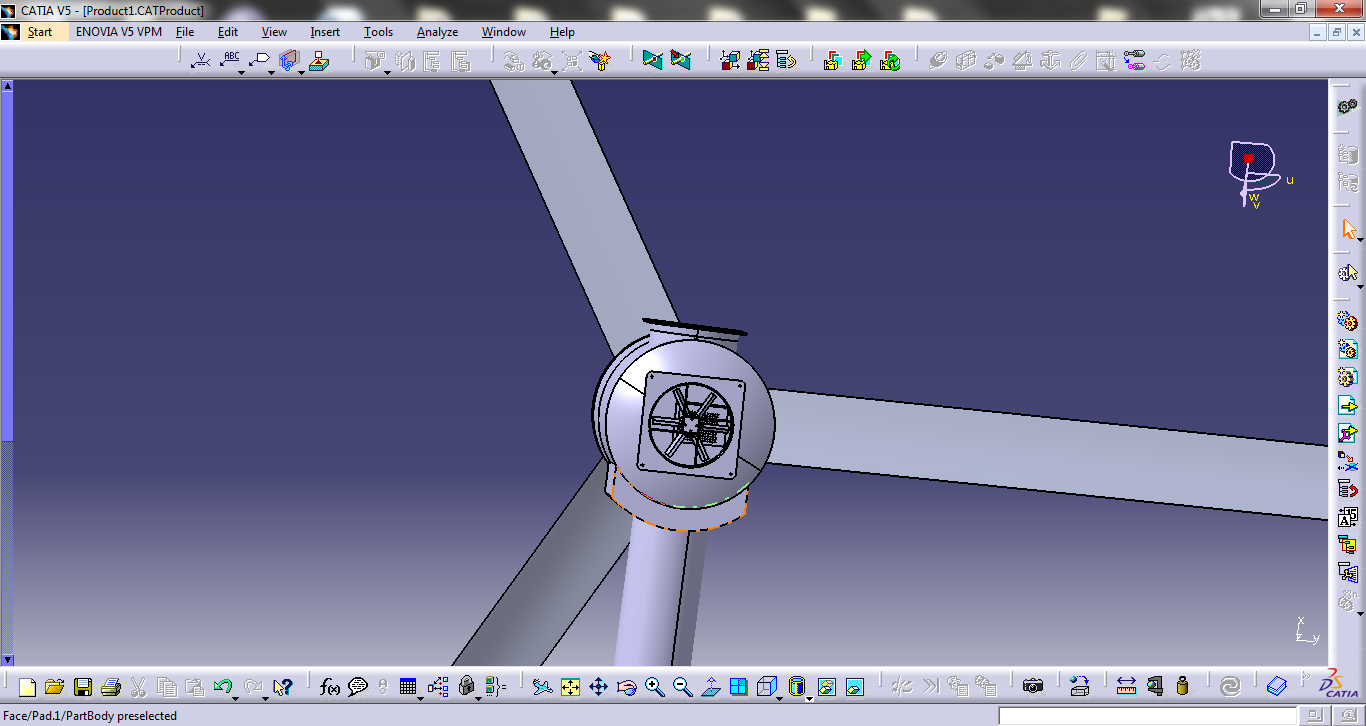 CATIA V5 - [Product1.CATProduct]
Start ENOVIA V5 VPM File Edit View Insert Tools Analyze Window Help
ABC
u
w
v
A5
x
z y
f(x)
CATIA
Face/Pad.1/PartBody preselected